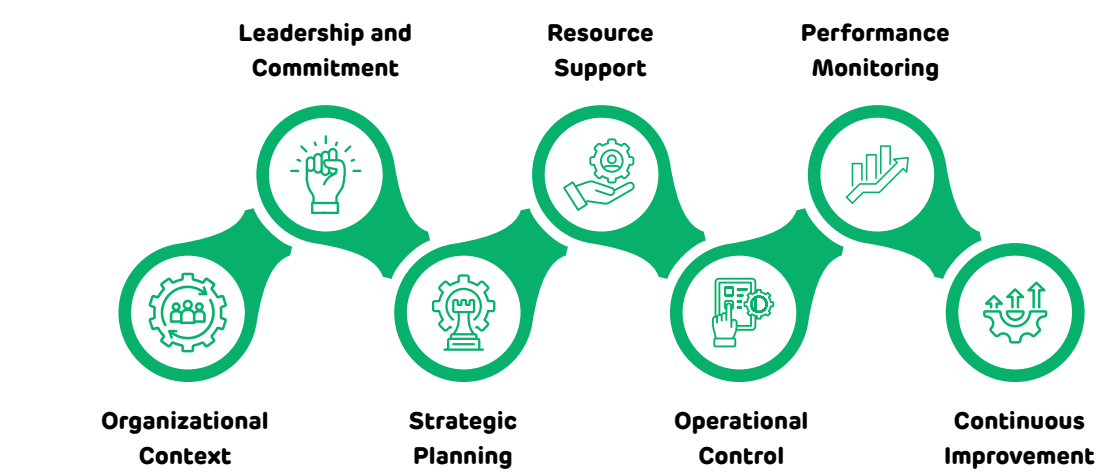 Leadership and
Commitment
Resource
Support
Performance
Monitoring
Organizational
Context
Strategic
Planning
Operational
Control
Continuous
Improvement